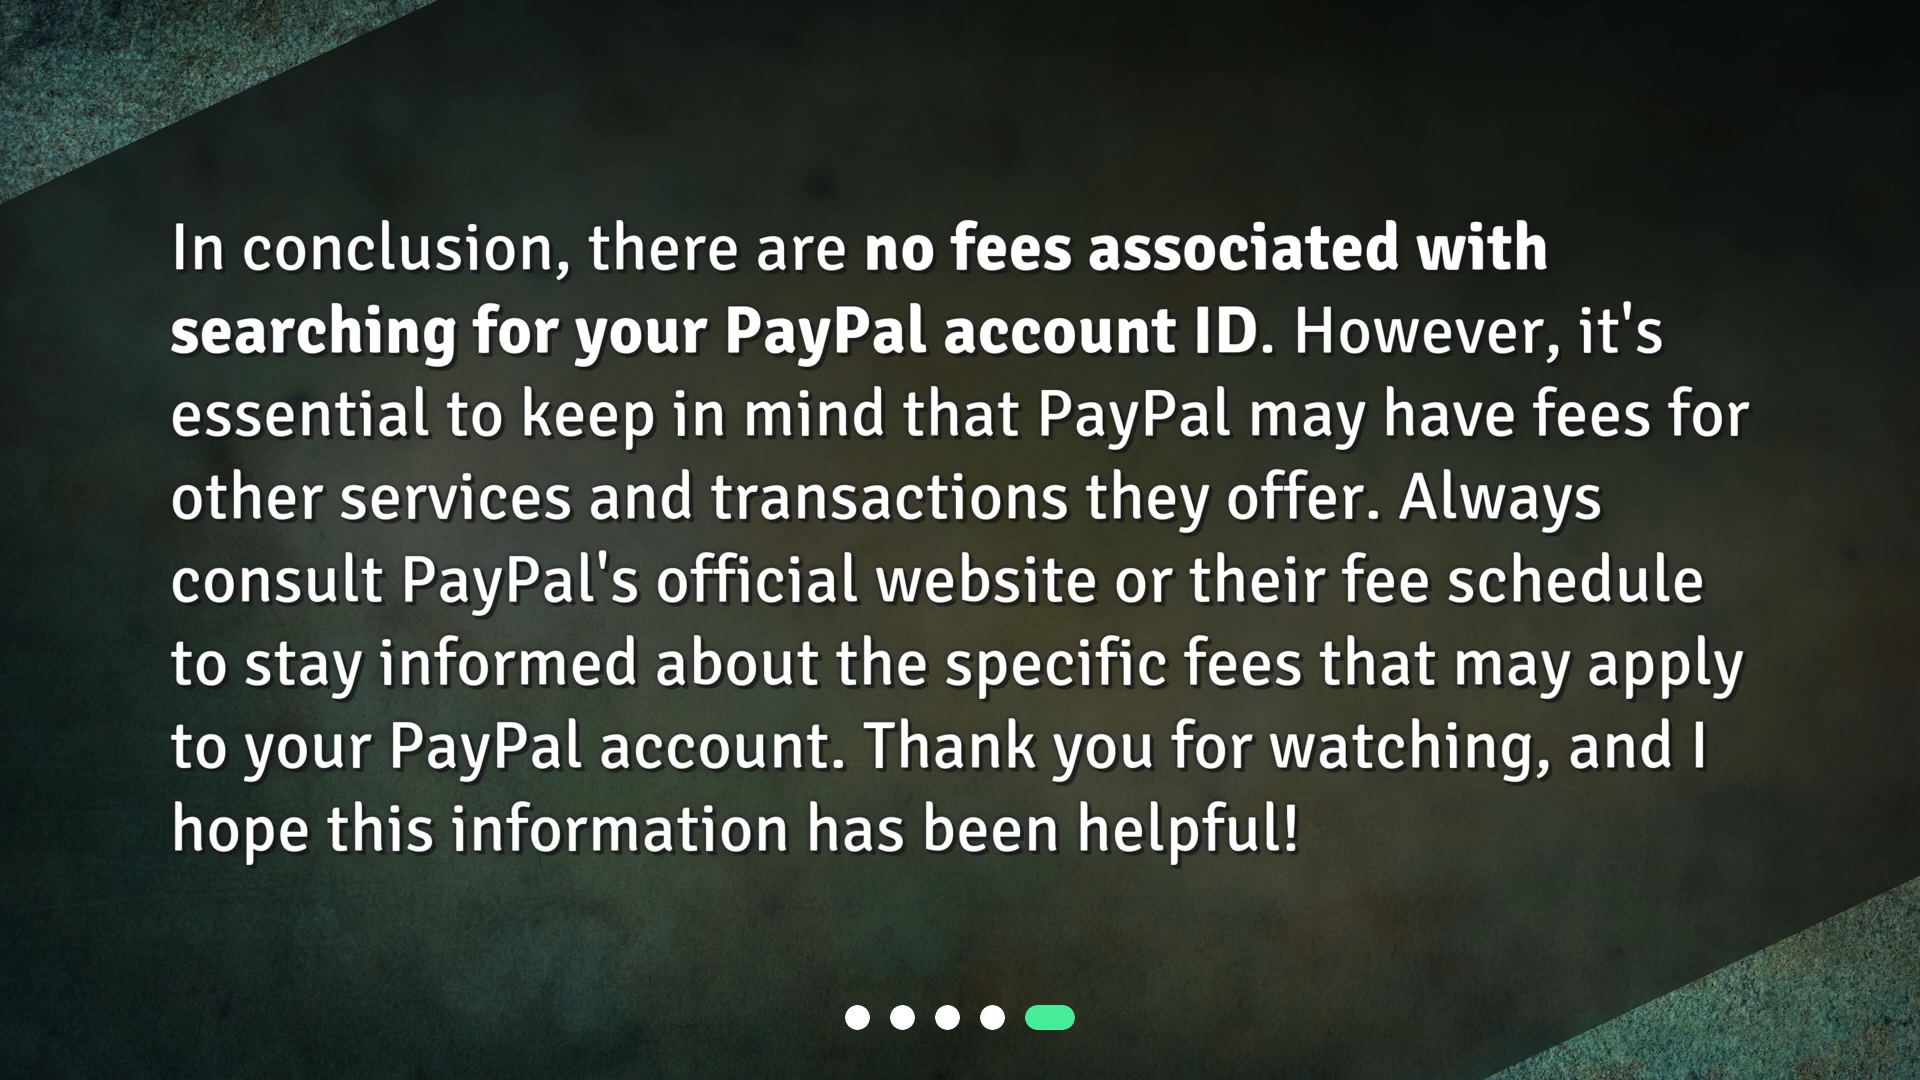 In conclusion, there are no fees associated with
searching for your PayPal account ID. However, it's
essential to keep in mind that PayPal may have fees for
other services and transactions they offer. Always
consult PayPal's official website or their fee schedule
to stay informed about the specific fees that may apply
to your PayPal account. Thank you for watching, and I
hope this information has been helpful!